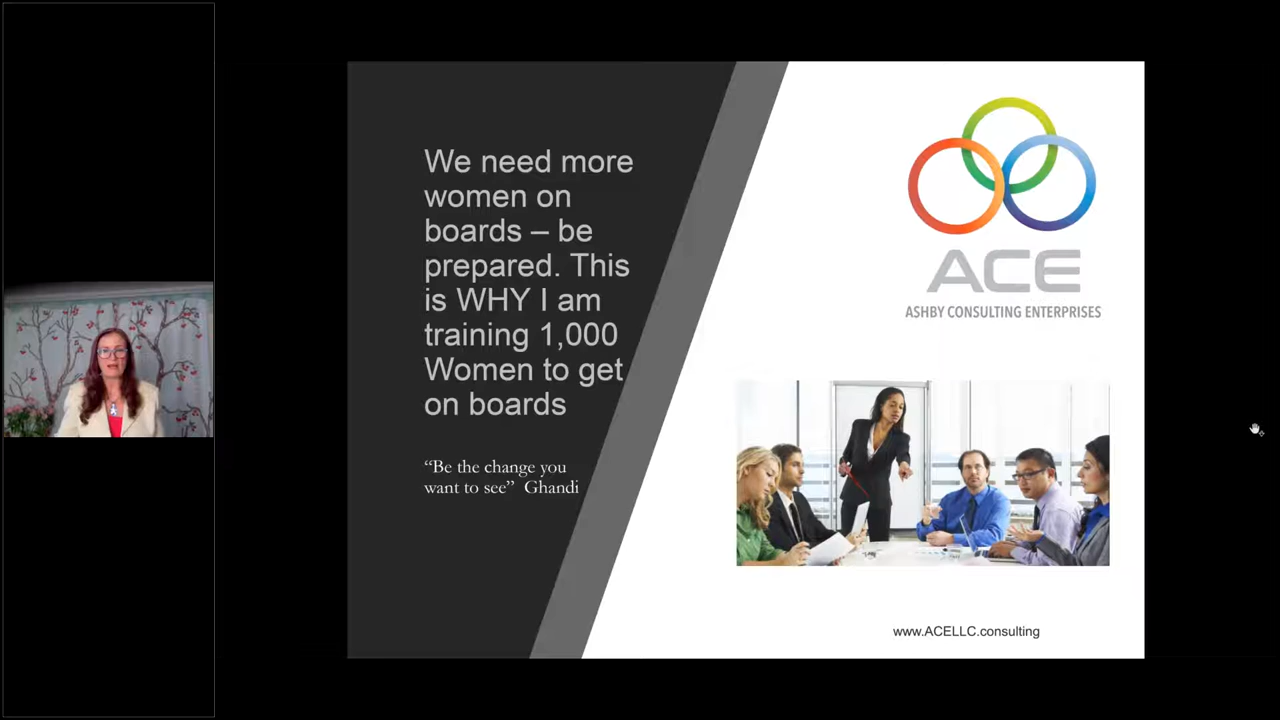 We need more
women on
boards – be
prepared. This
is WHY I am
training 1,000
Women to get
on boards
“Be the change you
want to see”  Ghandi
ACE
ASHBY CONSULTING ENTERPRISES
www.ACELLC.consulting